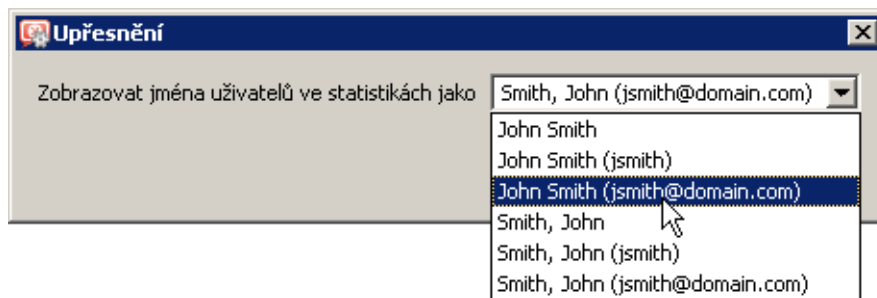 Upřesnění
Zobrazovat jména uživatelů ve statistikách jako Smith, John (jsmith@domain.com)
John Smith
John Smith (jsmith)
John Smith (jsmith@domain.com)
Smith, John
Smith, John (jsmith)
Smith, John (jsmith@domain.com)